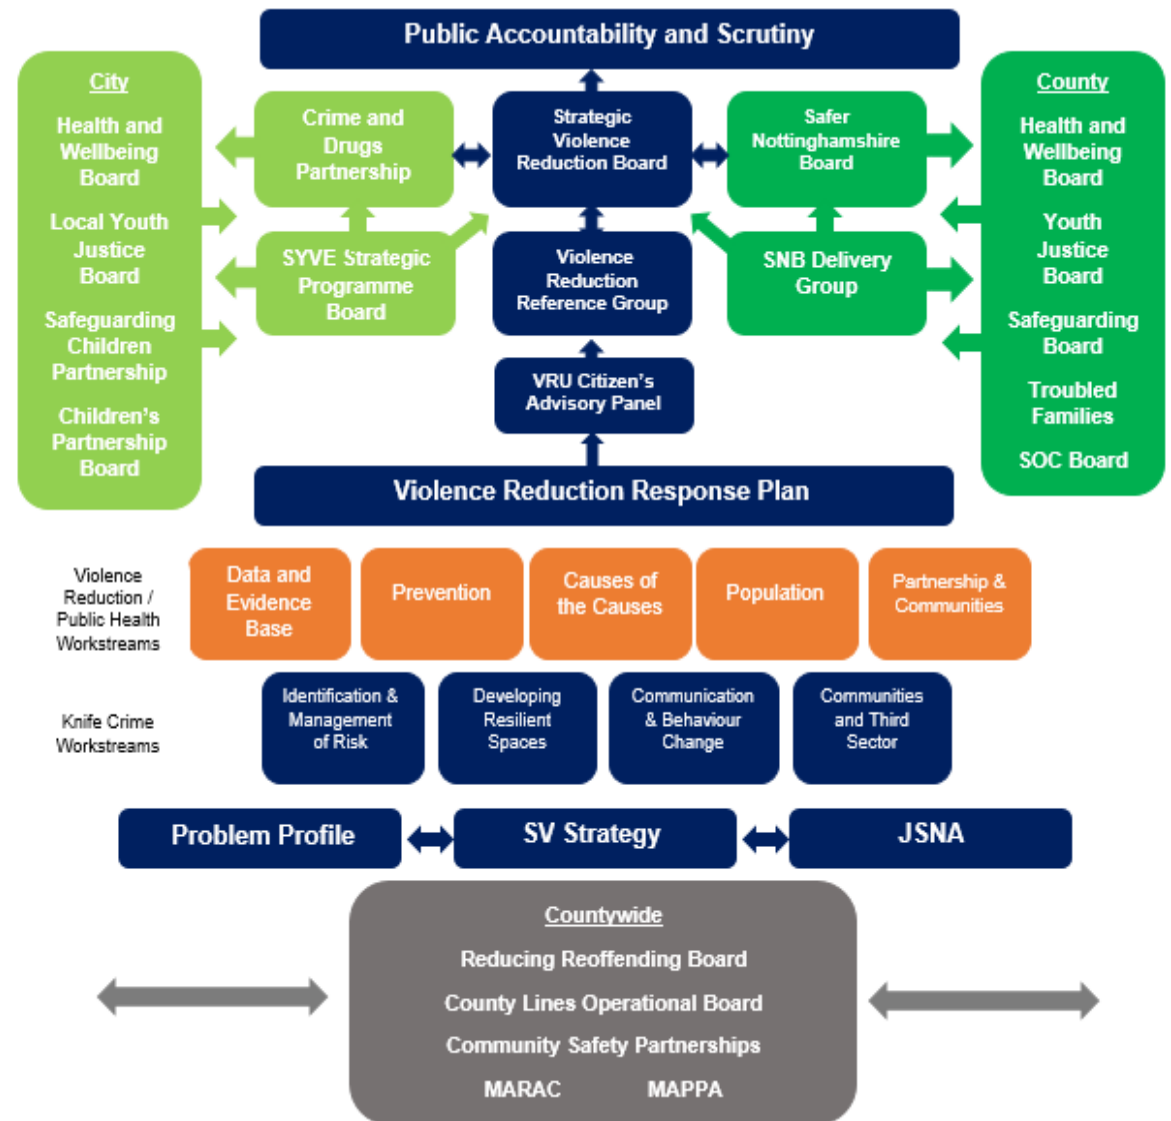 Public Accountability and Scrutiny
City
Health and
Wellbeing
Board
Local Youth
Justice
Board
Safeguarding
Children
Partnership
Children's
Partnership
Board
Crime and
Drugs
Partnership
Strategic
Violence
Reduction Board
Safer
Nottinghamshire
Board
SYVE Strategic
Programme
Board
Violence
Reduction
Reference Group
SNB Delivery
Group
VRU Citizen's
Advisory Panel
County
Health and
Wellbeing
Board
Youth
Justice
Board
Safeguarding
Board
Troubled
Families
SOC Board
Violence Reduction Response Plan
Violence
Reduction /
Public Health
Workstreams
Data and
Evidence
Base
Prevention
Causes of
the Causes
Population
Partnership &
Communities
Knife Crime
Workstreams
Identification &
Management
of Risk
Developing
Resilient
Spaces
Communication
& Behaviour
Change
Communities
and Third
Sector
Problem Profile
SV Strategy
JSNA
Countywide
Reducing Reoffending Board
County Lines Operational Board
Community Safety Partnerships
MARAC MAPPA